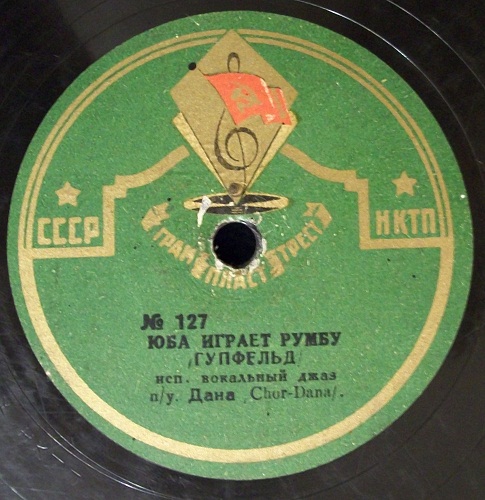 СССР
НКТП
ГРАМПЛАСТТРЕСТ
№ 127
ЮБА ИГРАЕТ РУМБУ
/ГУПФЕЛЬД/
исп. вокальный джаз
п/у. Дана /Chor-Dana/.